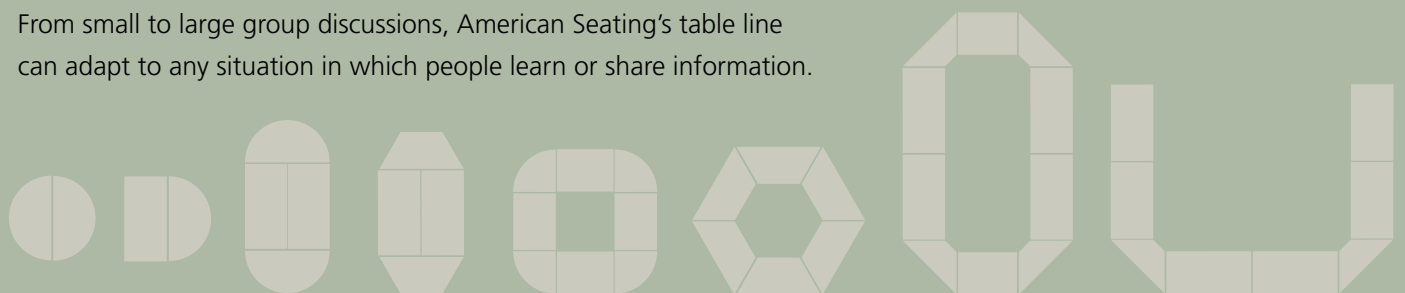 From small to large group discussions, American Seating’s table line
can adapt to any situation in which people learn or share information.